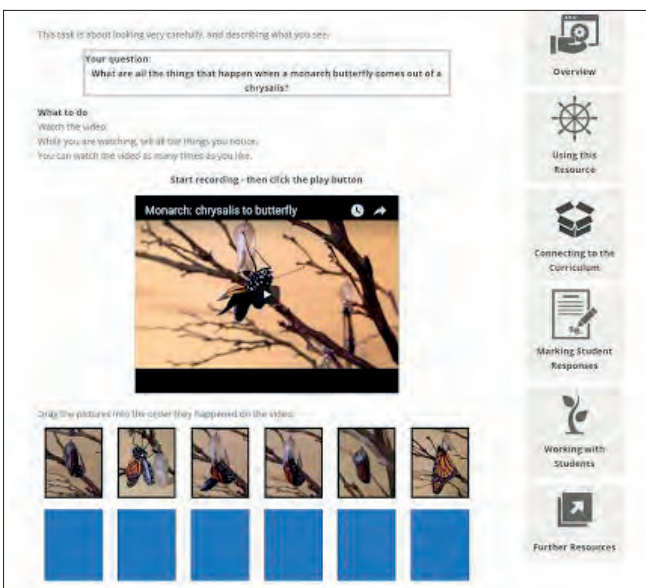 This task is about looking very carefully, and describing what you see.
Your question:
What are all the things that happen when a monarch butterfly comes out of a
chrysalis?
What to do
Watch the video.
While you are watching, tell all the things you notice.
You can watch the video as many times as you like.
Start recording - then click the play button
Monarch: chrysalis to butterfly
Drag the pictures into the order they happened on the video.
Overview
Using this
Resource
Connecting to the
Curriculum
Marking Student
Responses
Working with
Students
Further Resources